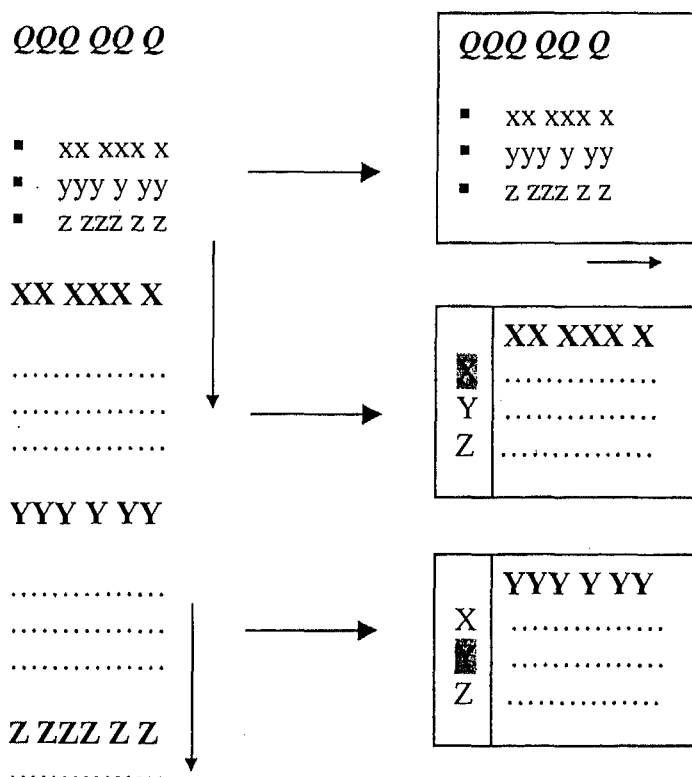 QQQ QQ Q
▪ xx xxx x
▪ yyy y yy
▪ z zzz z z
XX XXX X
...............
...............
...............
YYY Y YY
...............
...............
...............
Z ZZZ Z Z
QQQ QQ Q
▪ xx xxx x
▪ yyy y yy
▪ z zzz z z
X
Y
Z
XX XXX X
...............
...............
...............
X
Y
Z
YYY Y YY
...............
...............
...............